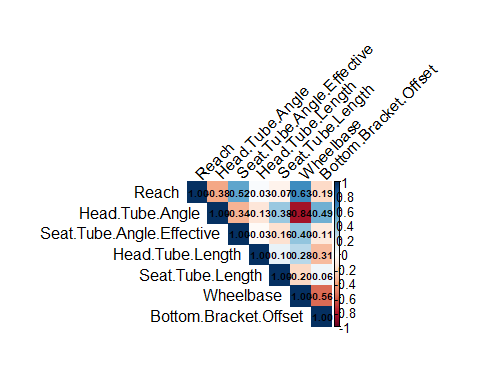 Reach
Head.Tube.Angle
Seat.Tube.Angle.Effective
Head.Tube.Length
Seat.Tube.Length
Wheelbase
Bottom.Bracket.Offset
Reach 1.00 -0.38 0.52 0.03 -0.07 0.63 -0.19
Head.Tube.Angle 1.00 -0.34 -0.13 0.38 -0.84 0.49
Seat.Tube.Angle.Effective 1.00 -0.03 -0.16 0.40 -0.11
Head.Tube.Length 1.00 0.10 0.28 -0.31
Seat.Tube.Length 1.00 -0.20 0.06
Wheelbase 1.00 -0.56
Bottom.Bracket.Offset 1.00
1
0.8
0.6
0.4
0.2
0
-0.2
-0.4
-0.6
-0.8
-1